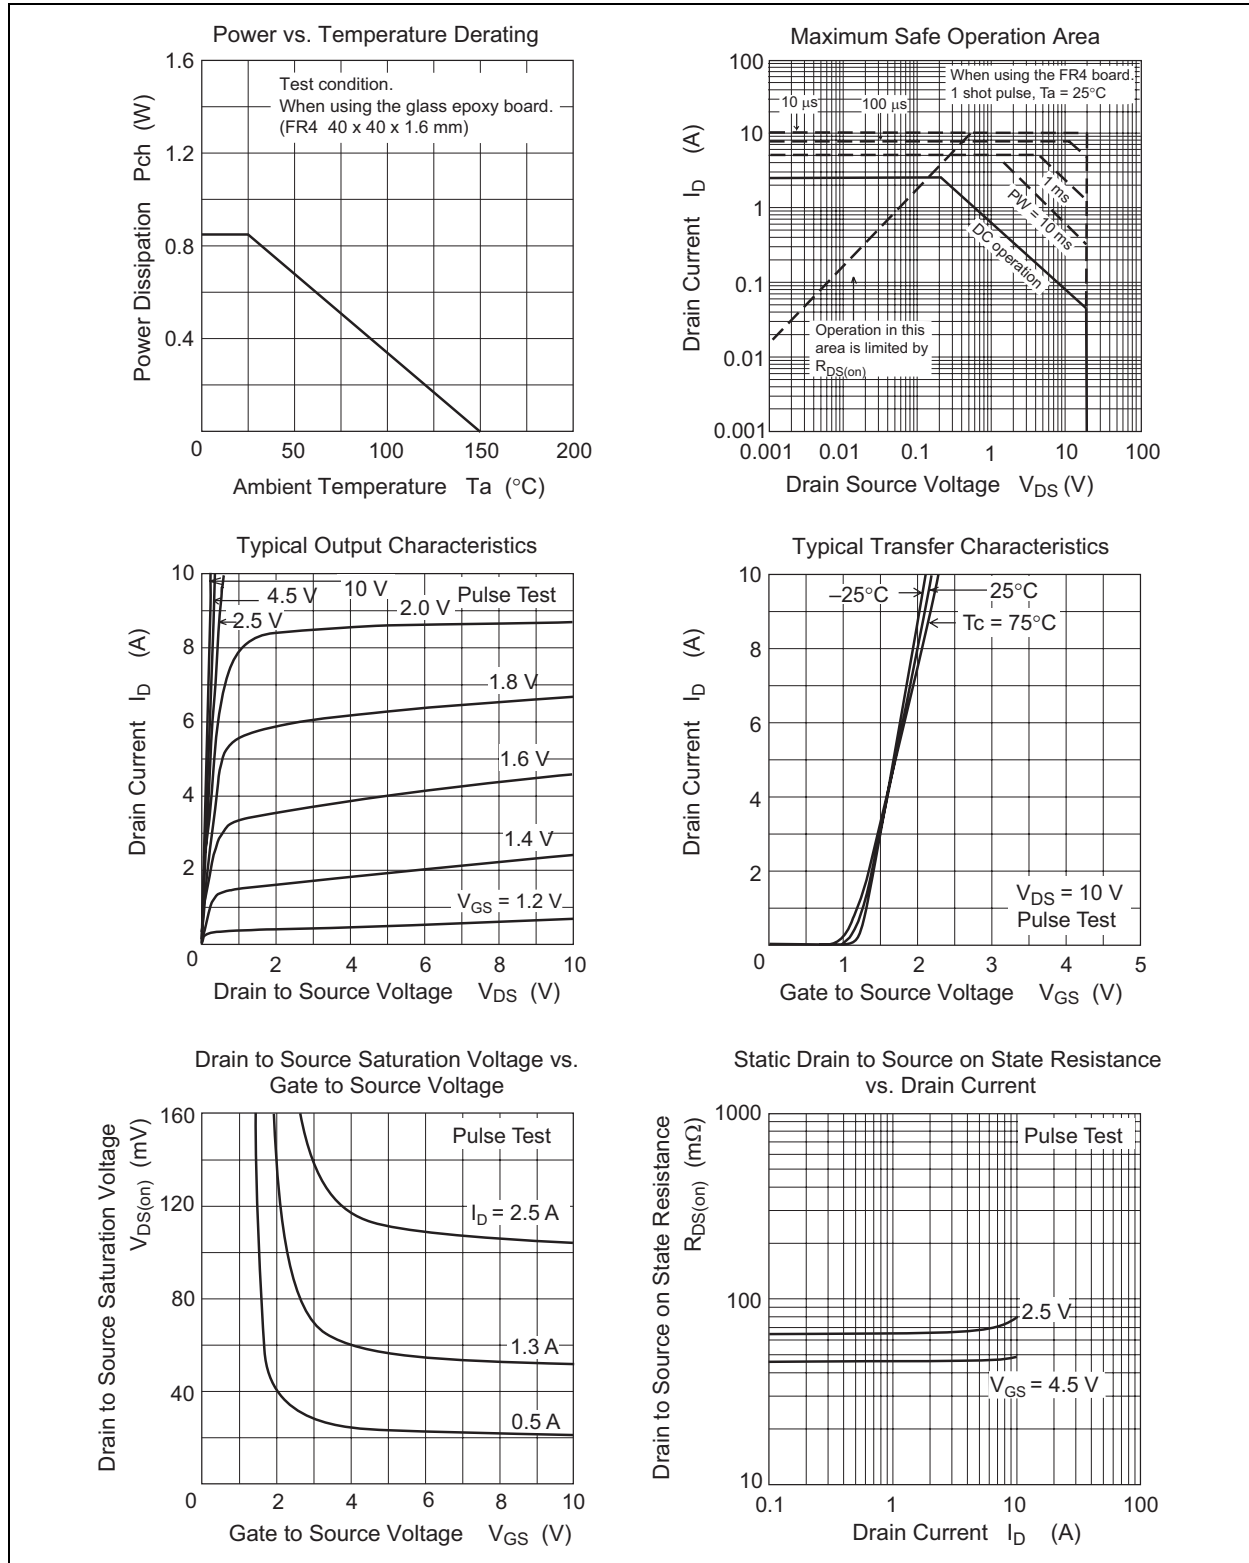 Power vs. Temperature Derating
1.6
1.2
0.8
0.4
Power Dissipation Pch (W)
Test condition.
When using the glass epoxy board.
(FR4 40 x 40 x 1.6 mm)
0 50 100 150 200
Ambient Temperature Ta (°C)
Maximum Safe Operation Area
100
10
1
0.1
0.01
0.001
Drain Current ID (A)
When using the FR4 board.
1 shot pulse, Ta = 25°C
10 μs
100 μs
1 ms
PW = 10 ms
DC operation
Operation in this
area is limited by
RDS(on)
0.001 0.01 0.1 1 10 100
Drain Source Voltage VDS (V)
Typical Output Characteristics
10
8
6
4
2
Drain Current ID (A)
10 V
4.5 V
2.5 V
Pulse Test
2.0 V
1.8 V
1.6 V
1.4 V
VGS = 1.2 V
0 2 4 6 8 10
Drain to Source Voltage VDS (V)
Typical Transfer Characteristics
10
8
6
4
2
Drain Current ID (A)
–25°C
25°C
Tc = 75°C
VDS = 10 V
Pulse Test
0 1 2 3 4 5
Gate to Source Voltage VGS (V)
Drain to Source Saturation Voltage vs.
Gate to Source Voltage
160
120
80
40
Drain to Source Saturation Voltage
VDS(on) (mV)
Pulse Test
ID = 2.5 A
1.3 A
0.5 A
0 2 4 6 8 10
Gate to Source Voltage VGS (V)
Static Drain to Source on State Resistance
vs. Drain Current
1000
100
10
Drain to Source on State Resistance
RDS(on) (mΩ)
Pulse Test
2.5 V
VGS = 4.5 V
0.1 1 10 100
Drain Current ID (A)